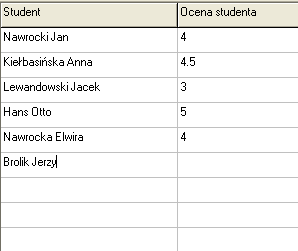 Student Ocena studenta
Nawrocki Jan 4
Kiełbasińska Anna 4.5
Lewandowski Jacek 3
Hans Otto 5
Nawrocka Elwira 4
Brolik Jerzy